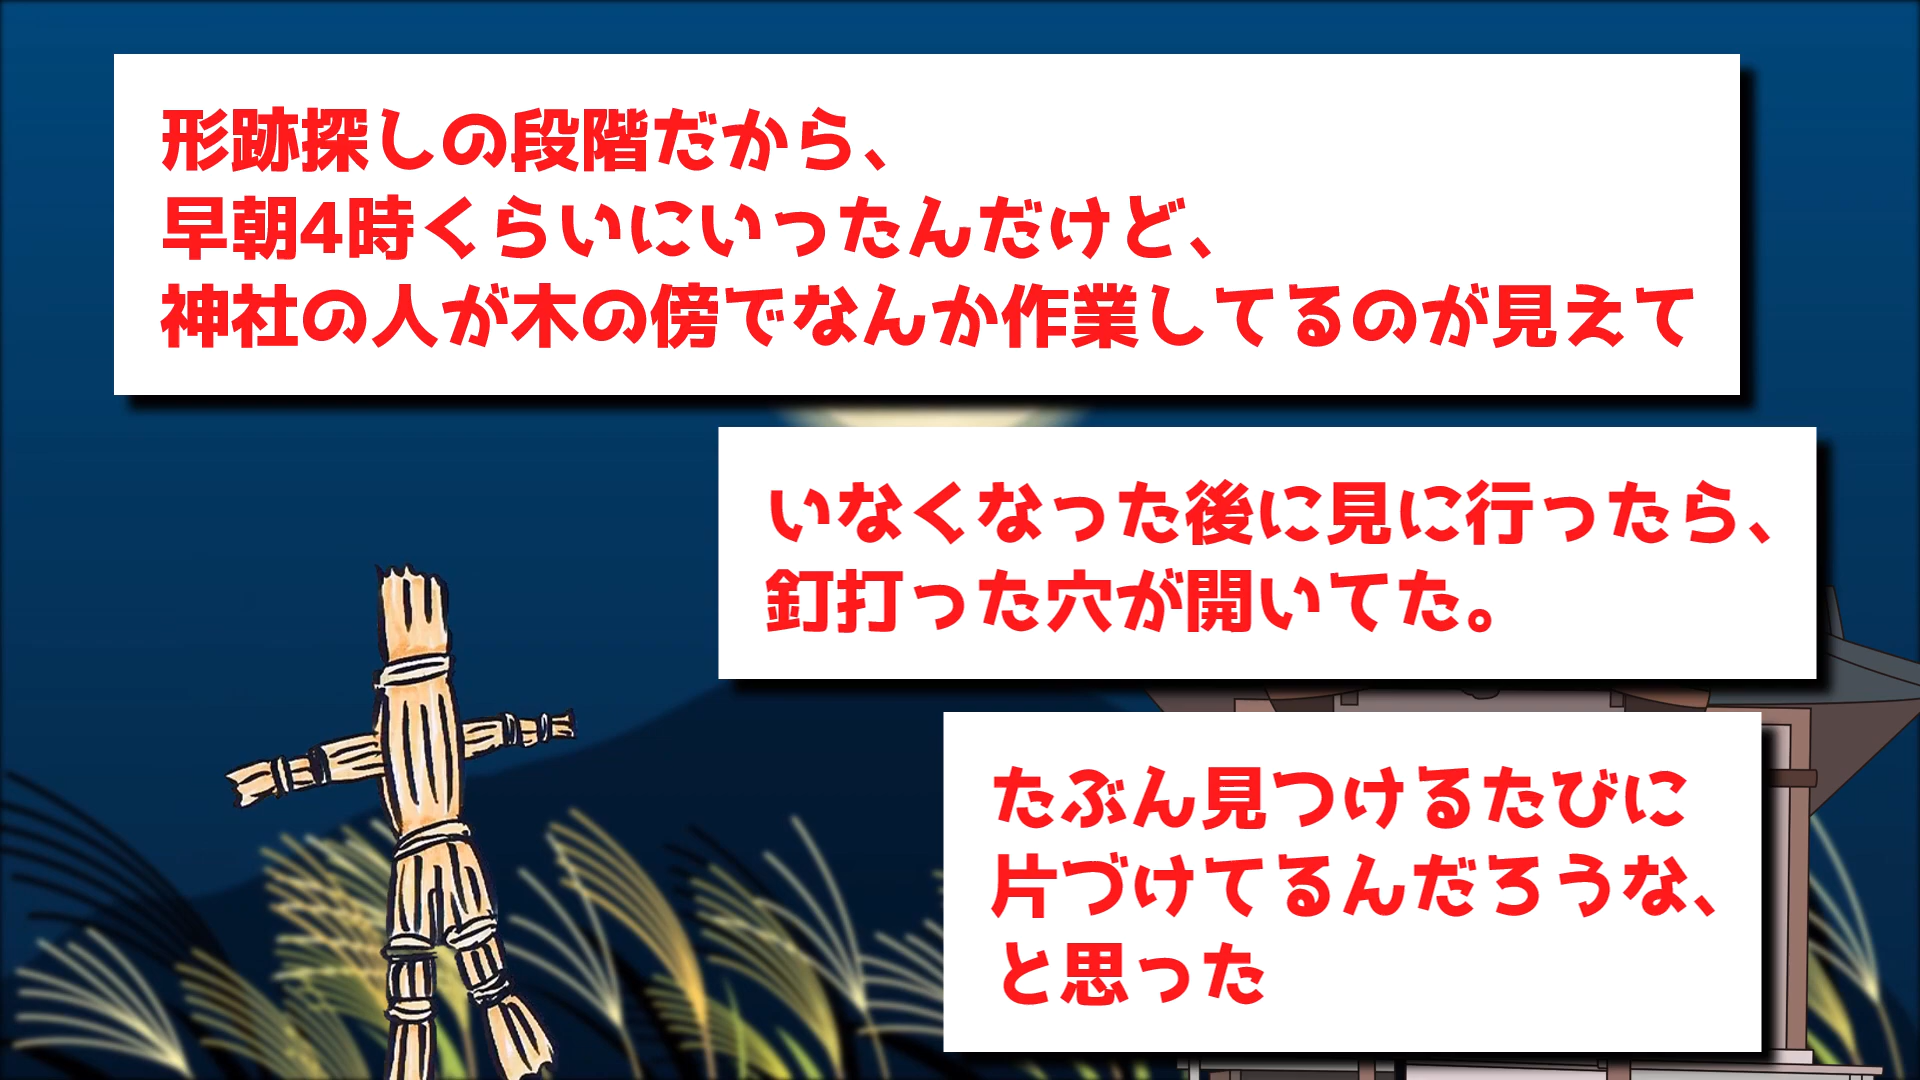 形跡探しの段階だから、
早朝4時くらいにいったんだけど、
神社の人が木の傍でなんか作業してるのが見えて
いなくなった後に見に行ったら、
釘打った穴が開いてた。
たぶん見つけるたびに
片づけてるんだろうな、
と思った